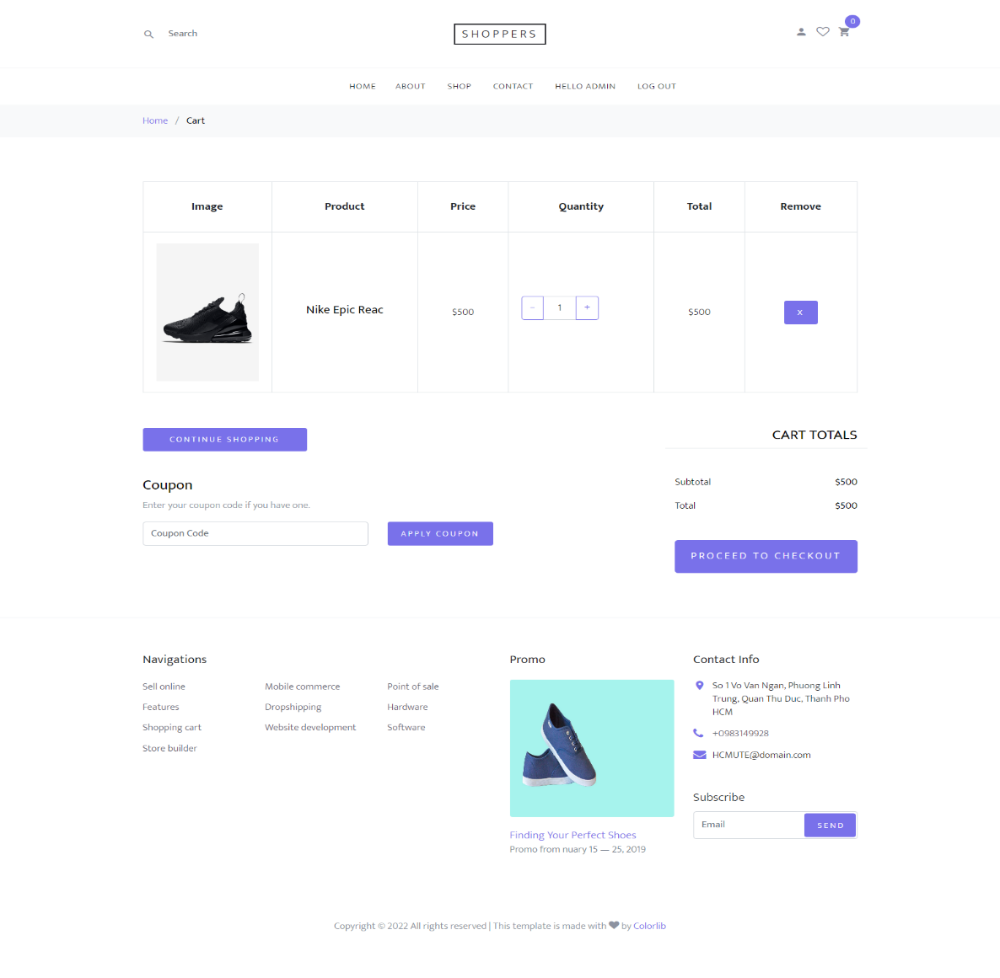 Search
SHOPPERS
0
HOME ABOUT SHOP CONTACT HELLO ADMIN LOG OUT
Home / Cart
Image Product Price Quantity Total Remove
Nike Epic Reac $500 − 1 + $500 X
CONTINUE SHOPPING
Coupon
Enter your coupon code if you have one.
Coupon Code APPLY COUPON
CART TOTALS
Subtotal $500
Total $500
PROCEED TO CHECKOUT
Navigations
Sell online
Features
Shopping cart
Store builder
Mobile commerce
Dropshipping
Website development
Point of sale
Hardware
Software
Promo
Finding Your Perfect Shoes
Promo from nuary 15 — 25, 2019
Contact Info
So 1 Vo Van Ngan, Phuong Linh
Trung, Quan Thu Duc, Thanh Pho
HCM
+0983149928
HCMUTE@domain.com
Subscribe
Email SEND
Copyright © 2022 All rights reserved | This template is made with ❤ by Colorlib